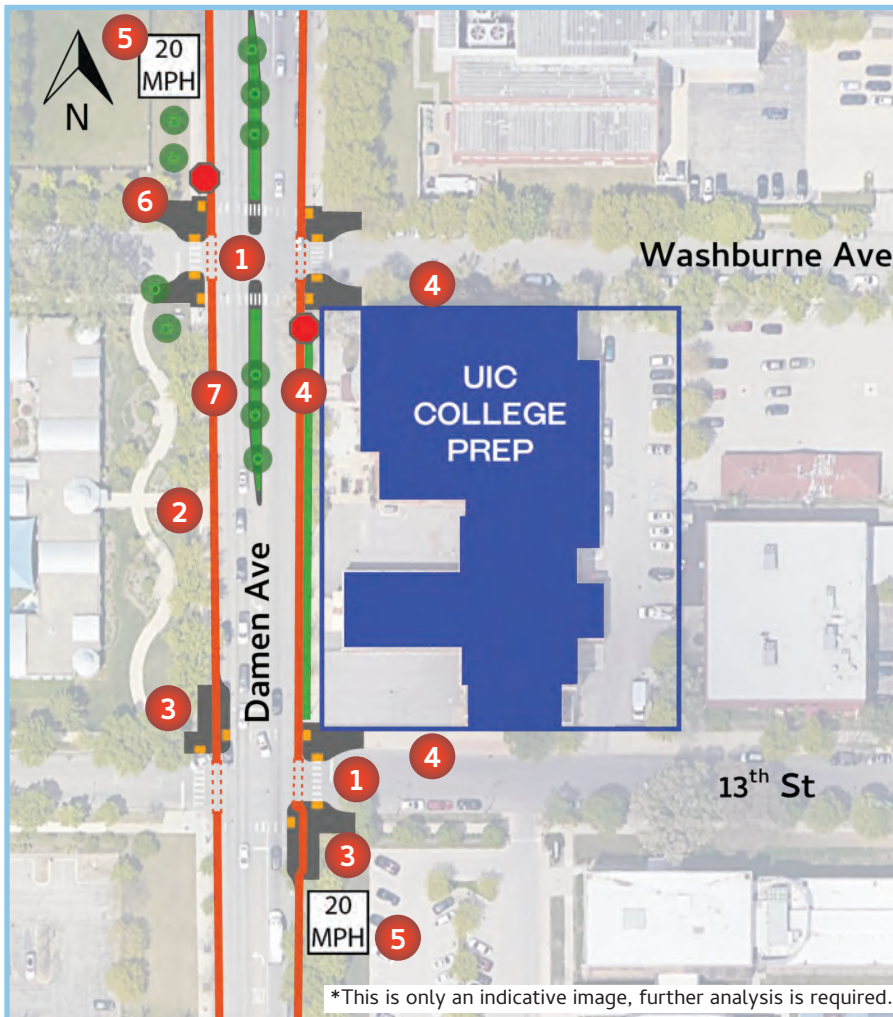 5
20
MPH
N
6
1
Washburne Ave
4
UIC
COLLEGE
PREP
7
4
2
Damen Ave
3
4
1
13th St
3
20
MPH
5
*This is only an indicative image, further analysis is required.